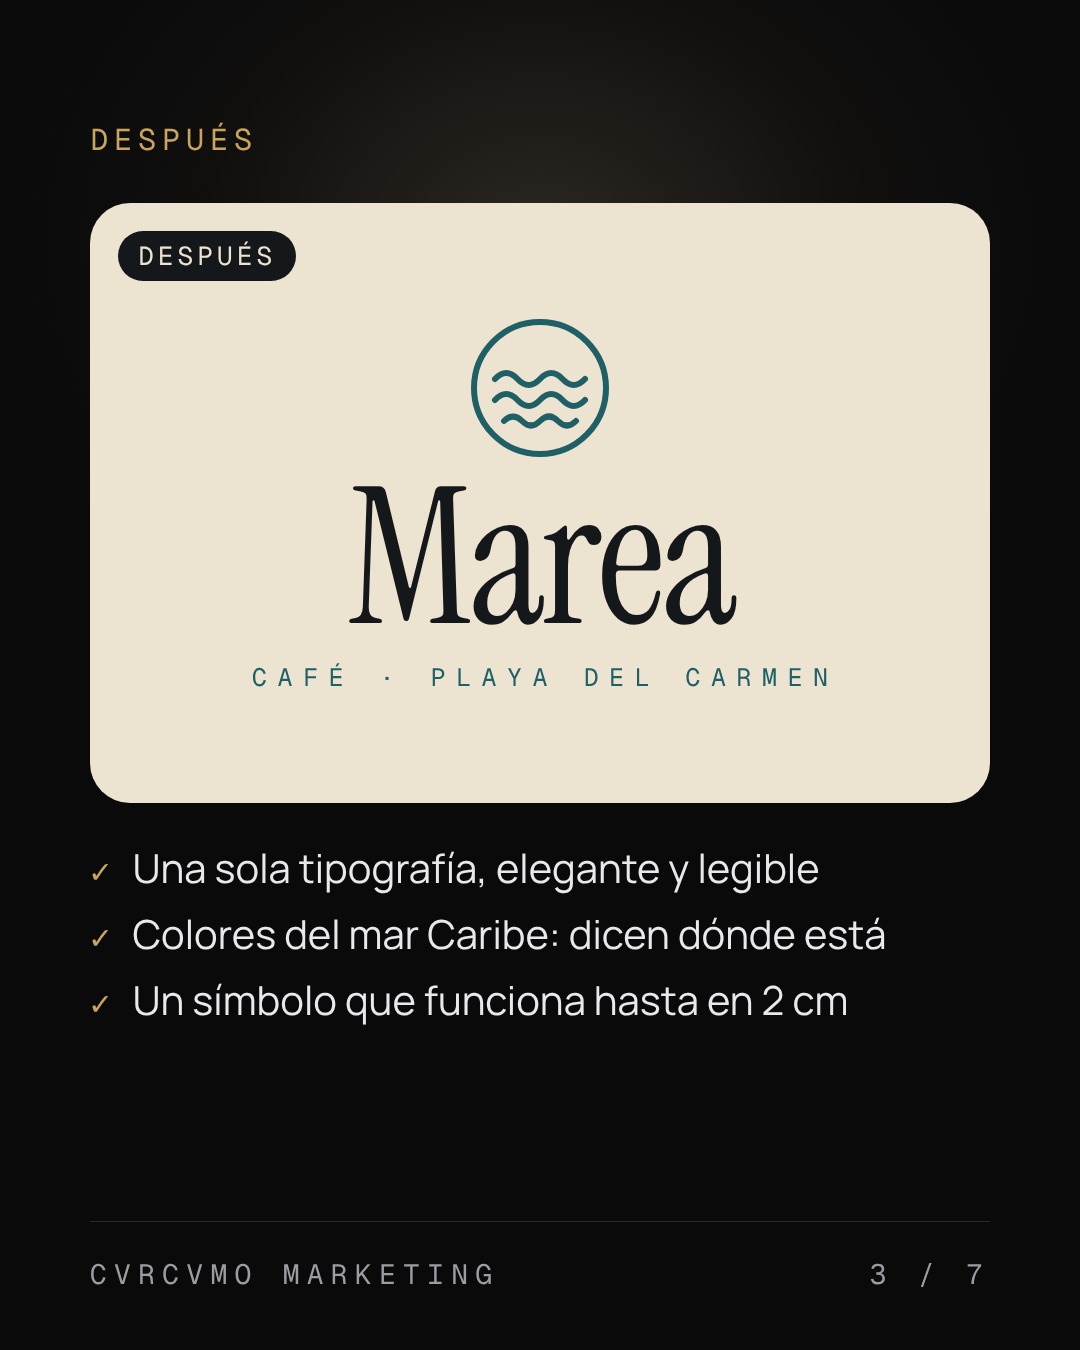 DESPUÉS
DESPUÉS
Marea
CAFÉ · PLAYA DEL CARMEN
✓ Una sola tipografía, elegante y legible
✓ Colores del mar Caribe: dicen dónde está
✓ Un símbolo que funciona hasta en 2 cm
CVRCVMO MARKETING
3 / 7